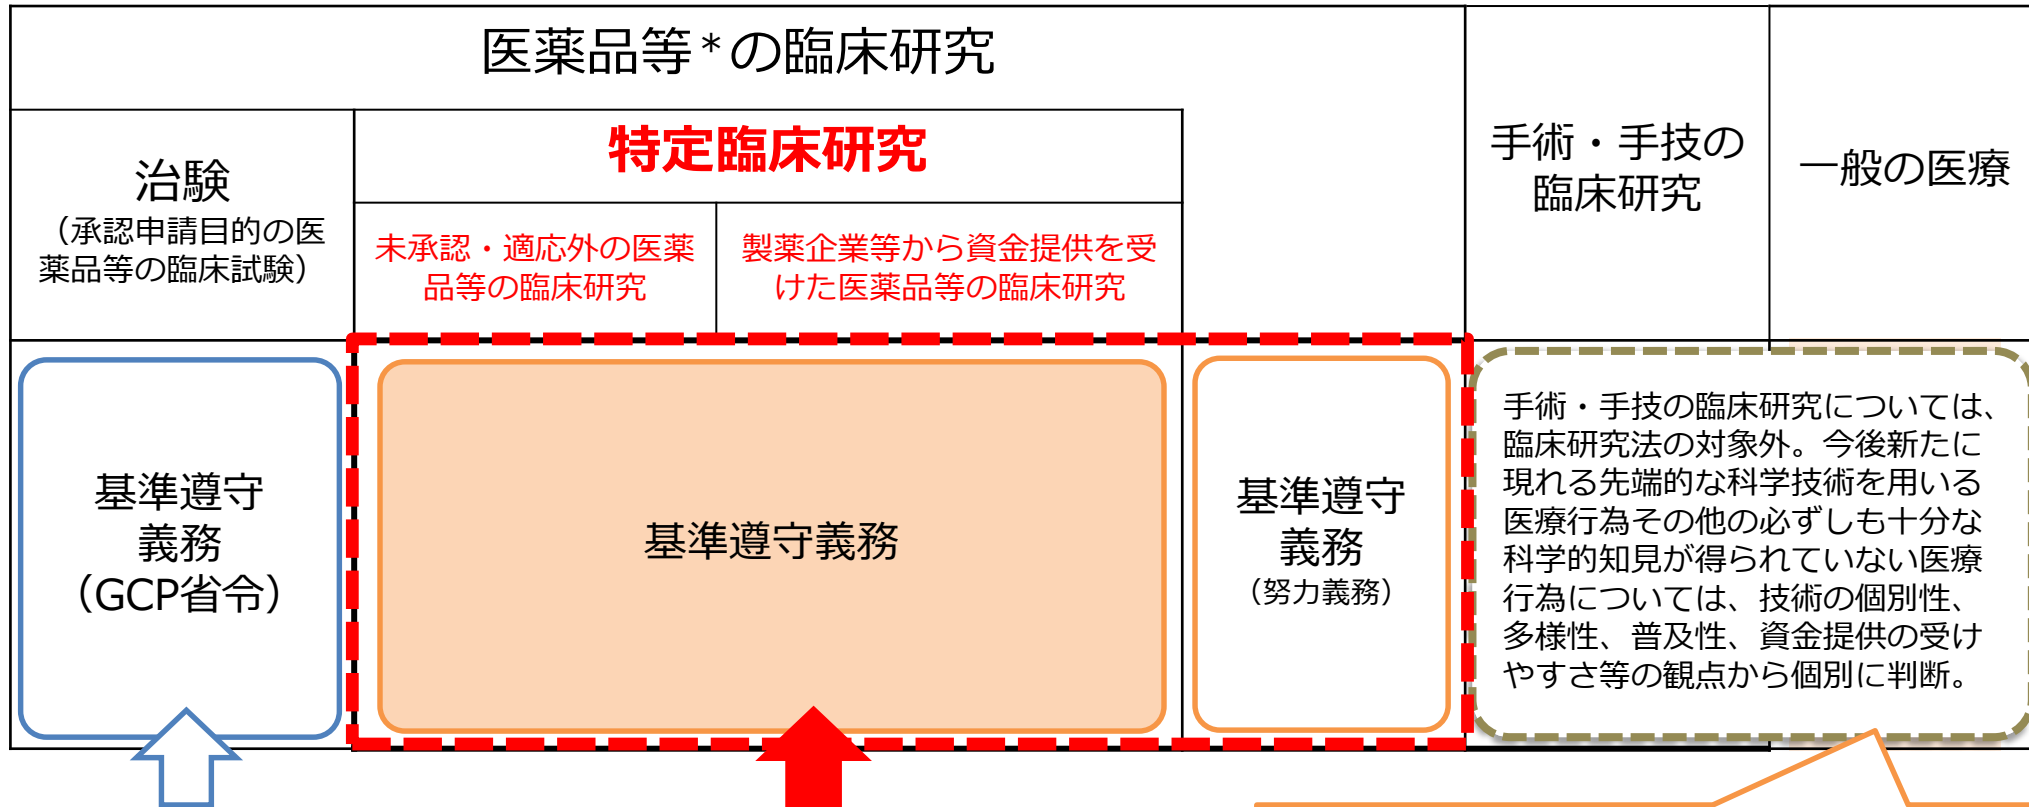 医薬品等*の臨床研究
治験
（承認申請目的の医
薬品等の臨床試験）
特定臨床研究
未承認・適応外の医薬
品等の臨床研究
製薬企業等から資金提供を受
けた医薬品等の臨床研究
手術・手技の
臨床研究
一般の医療
基準遵守
義務
（GCP省令）
基準遵守義務
基準遵守
義務
（努力義務）
手術・手技の臨床研究については、
臨床研究法の対象外。今後新たに
現れる先端的な科学技術を用いる
医療行為その他の必ずしも十分な
科学的知見が得られていない医療
行為については、技術の個別性、
多様性、普及性、資金提供の受け
やすさ等の観点から個別に判断。